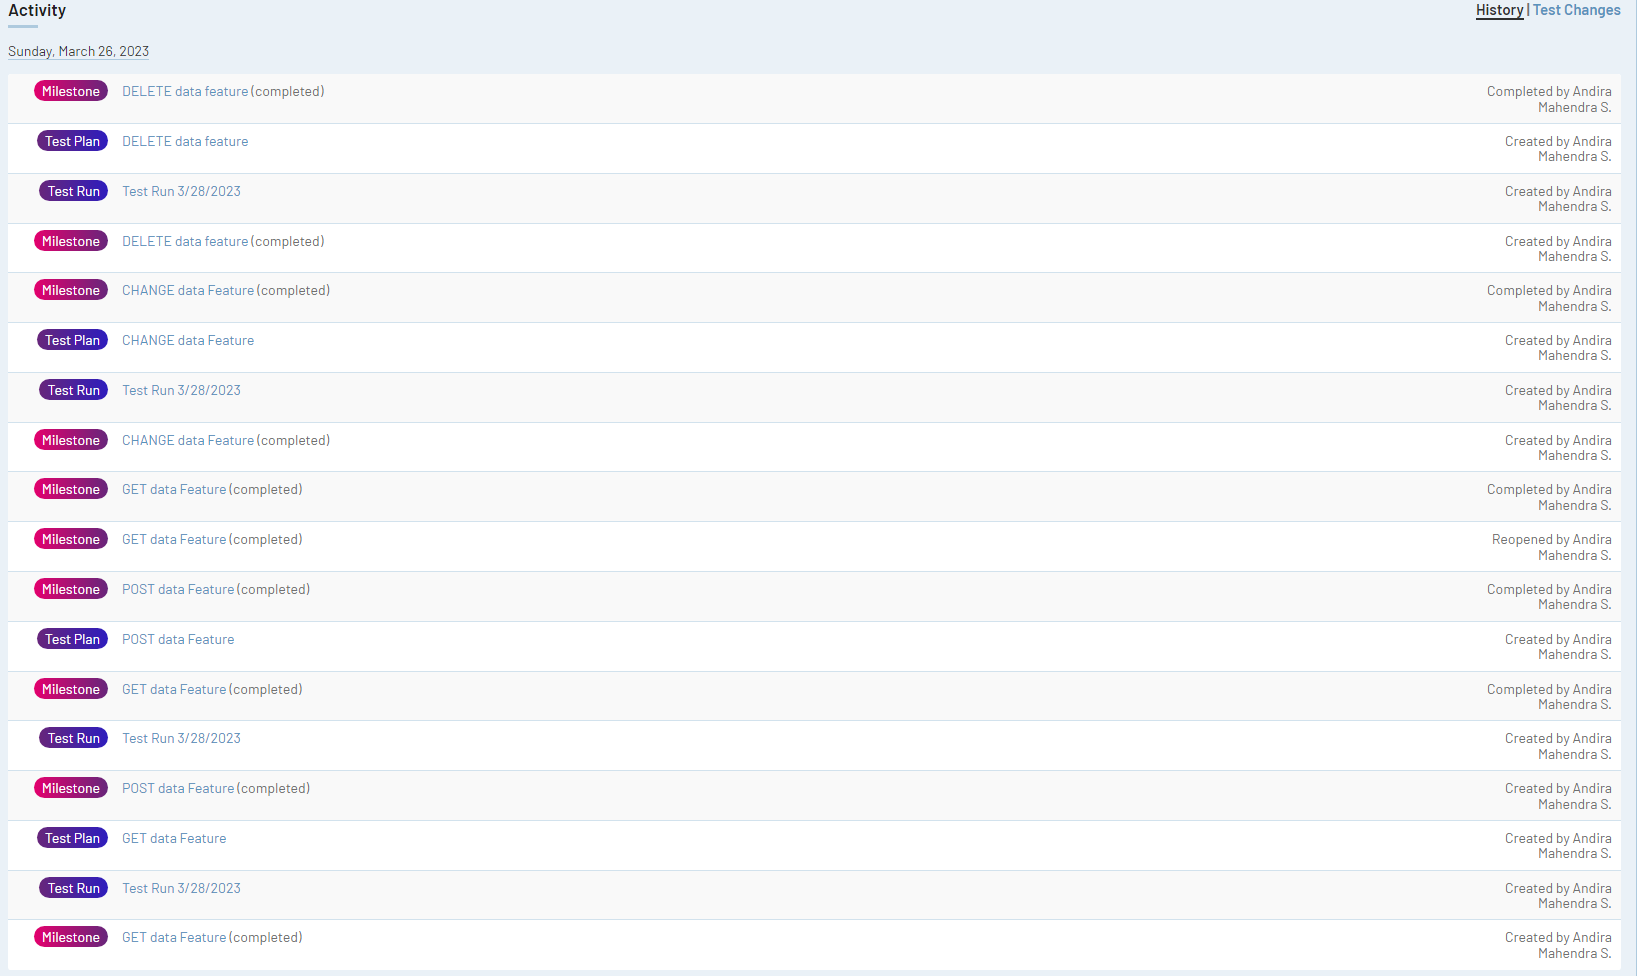 Activity
History | Test Changes
Sunday, March 26, 2023
Milestone DELETE data feature (completed) Completed by Andira
Mahendra S.
Test Plan DELETE data feature Created by Andira
Mahendra S.
Test Run Test Run 3/28/2023 Created by Andira
Mahendra S.
Milestone DELETE data feature (completed) Created by Andira
Mahendra S.
Milestone CHANGE data Feature (completed) Completed by Andira
Mahendra S.
Test Plan CHANGE data Feature Created by Andira
Mahendra S.
Test Run Test Run 3/28/2023 Created by Andira
Mahendra S.
Milestone CHANGE data Feature (completed) Created by Andira
Mahendra S.
Milestone GET data Feature (completed) Completed by Andira
Mahendra S.
Milestone GET data Feature (completed) Reopened by Andira
Mahendra S.
Milestone POST data Feature (completed) Completed by Andira
Mahendra S.
Test Plan POST data Feature Created by Andira
Mahendra S.
Milestone GET data Feature (completed) Completed by Andira
Mahendra S.
Test Run Test Run 3/28/2023 Created by Andira
Mahendra S.
Milestone POST data Feature (completed) Created by Andira
Mahendra S.
Test Plan GET data Feature Created by Andira
Mahendra S.
Test Run Test Run 3/28/2023 Created by Andira
Mahendra S.
Milestone GET data Feature (completed) Created by Andira
Mahendra S.